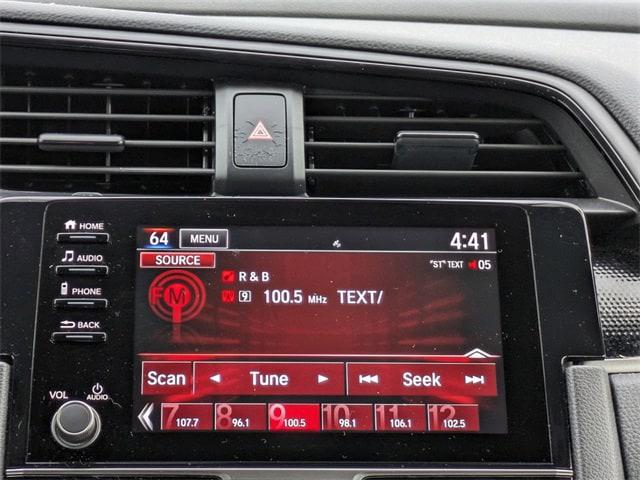 HOME
AUDIO
PHONE
BACK
VOL AUDIO
64 MENU 4:41
SOURCE "ST" TEXT 05
FM R & B
9 100.5 MHz TEXT/
Scan Tune Seek
7 8 9 10 11 12
107.7 96.1 100.5 98.1 106.1 102.5